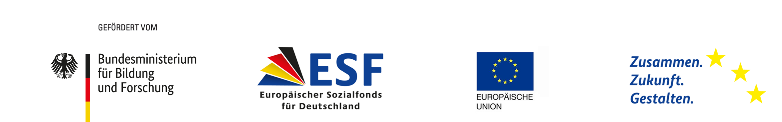 GEFÖRDERT VOM
Bundesministerium
für Bildung
und Forschung
ESF
Europäischer Sozialfonds
für Deutschland
EUROPÄISCHE
UNION
Zusammen.
Zukunft.
Gestalten.